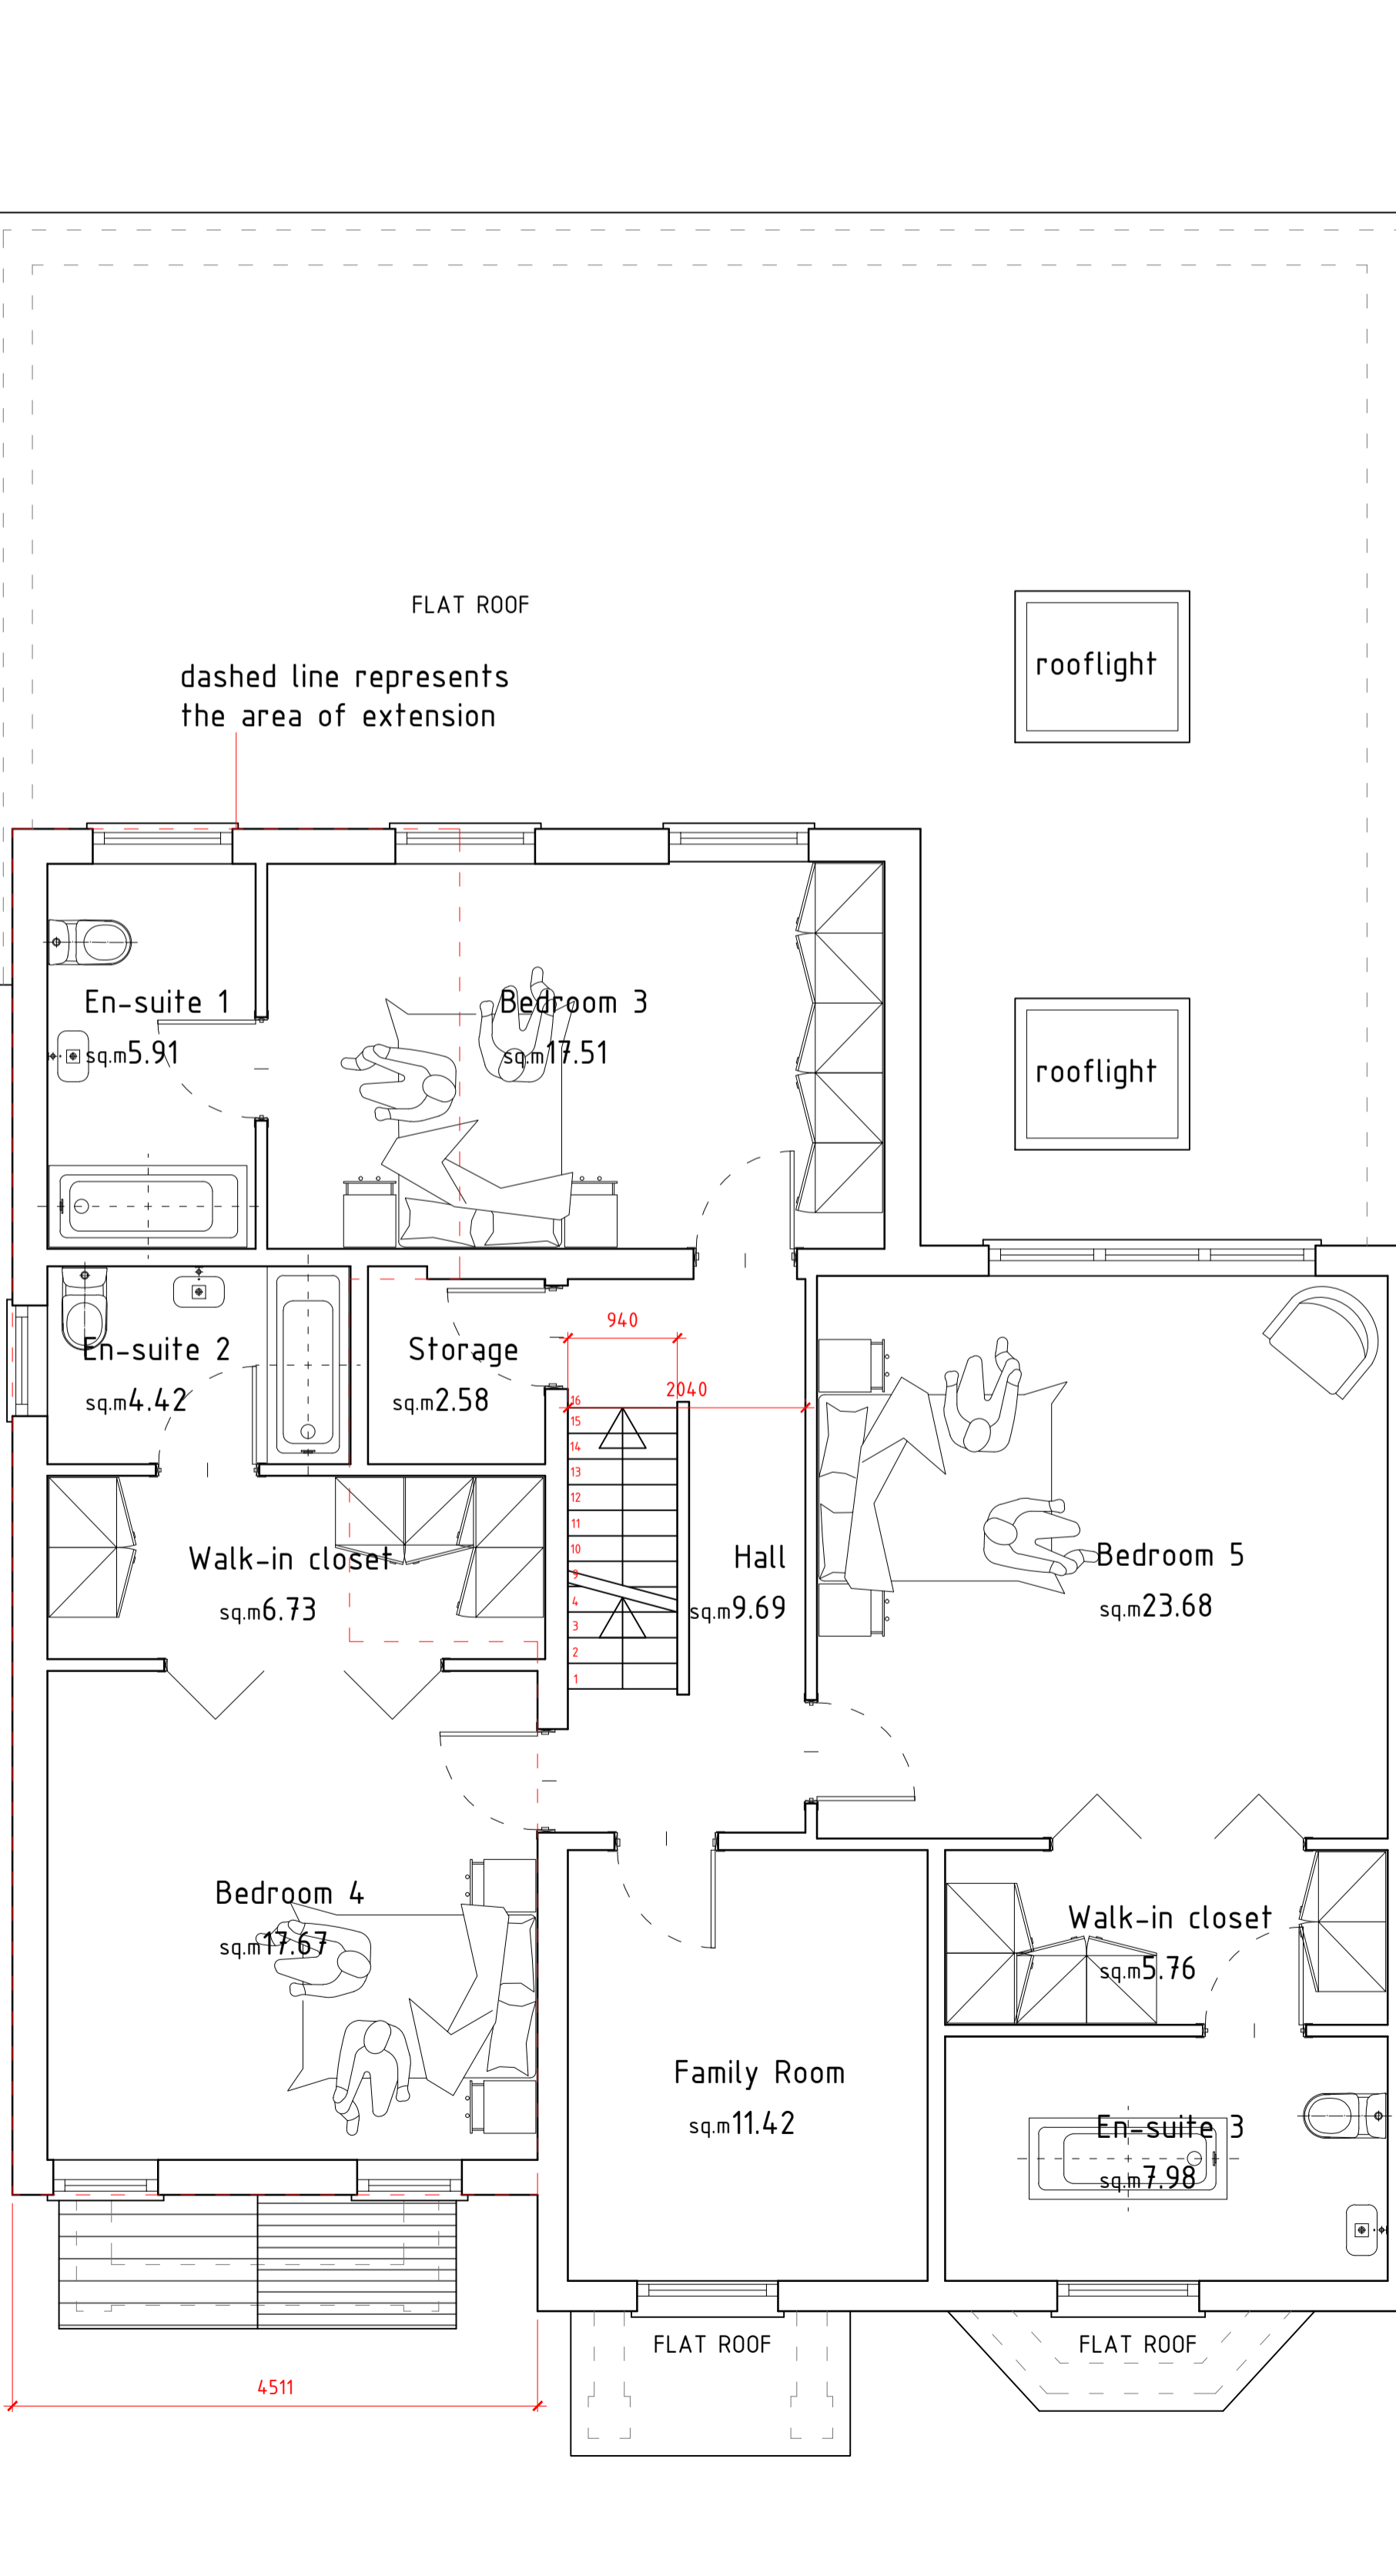 FLAT ROOF
rooflight
dashed line represents
the area of extension
En-suite 1
sq.m5.91
Bedroom 3
sq.m17.51
rooflight
940
En-suite 2
sq.m4.42
Storage
sq.m2.58
2040
16
15
14
13
12
11
10
9
4
3
2
1
Walk-in closet
sq.m6.73
Hall
sq.m9.69
Bedroom 5
sq.m23.68
Bedroom 4
sq.m17.67
Walk-in closet
sq.m5.76
Family Room
sq.m11.42
En-suite 3
sq.m7.98
FLAT ROOF
FLAT ROOF
4511